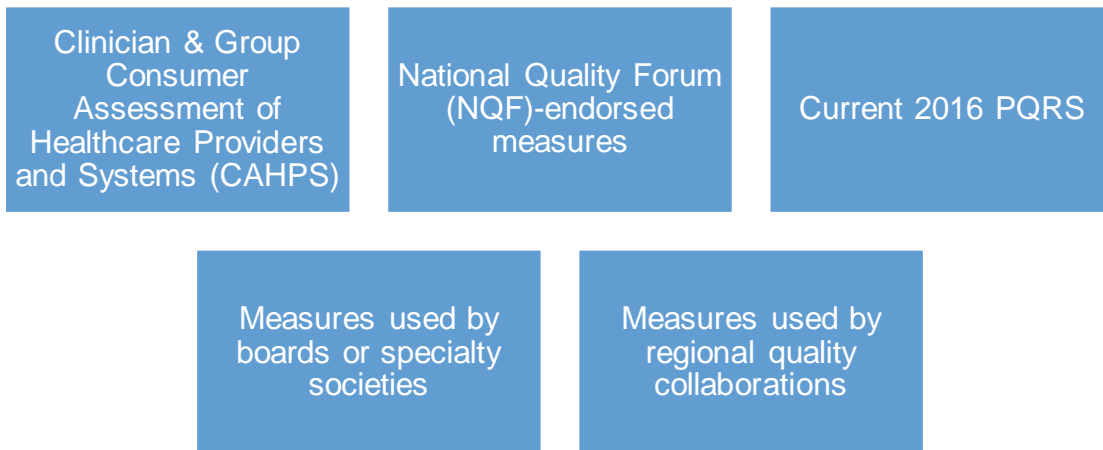 Clinician & Group
Consumer
Assessment of
Healthcare Providers
and Systems (CAHPS)
National Quality Forum
(NQF)-endorsed
measures
Current 2016 PQRS
Measures used by
boards or specialty
societies
Measures used by
regional quality
collaborations